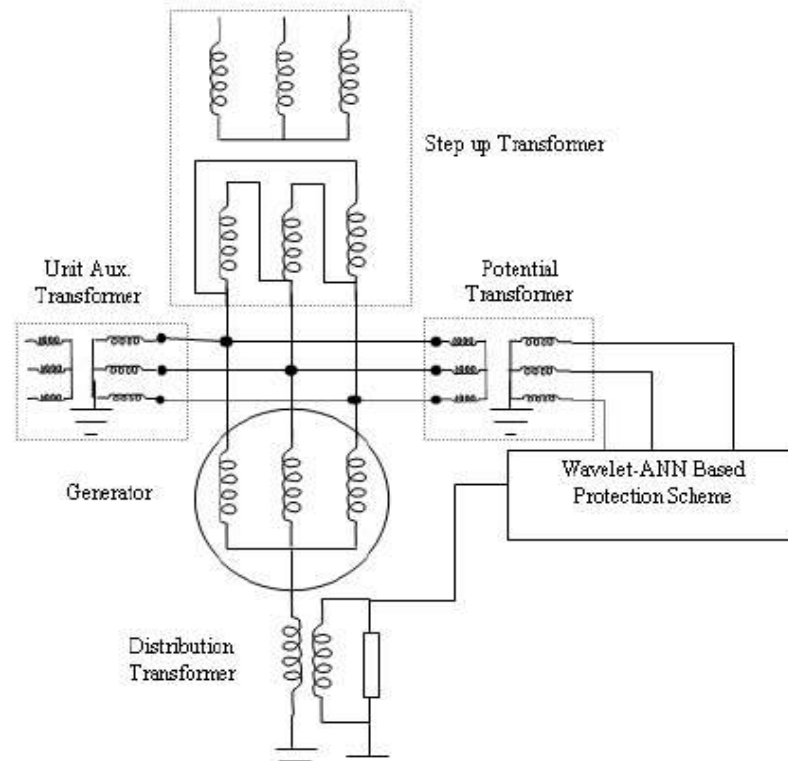 Step up Transformer
Unit Aux.
Transformer
Potential
Transformer
Generator
Wavelet-ANN Based
Protection Scheme
Distribution
Transformer